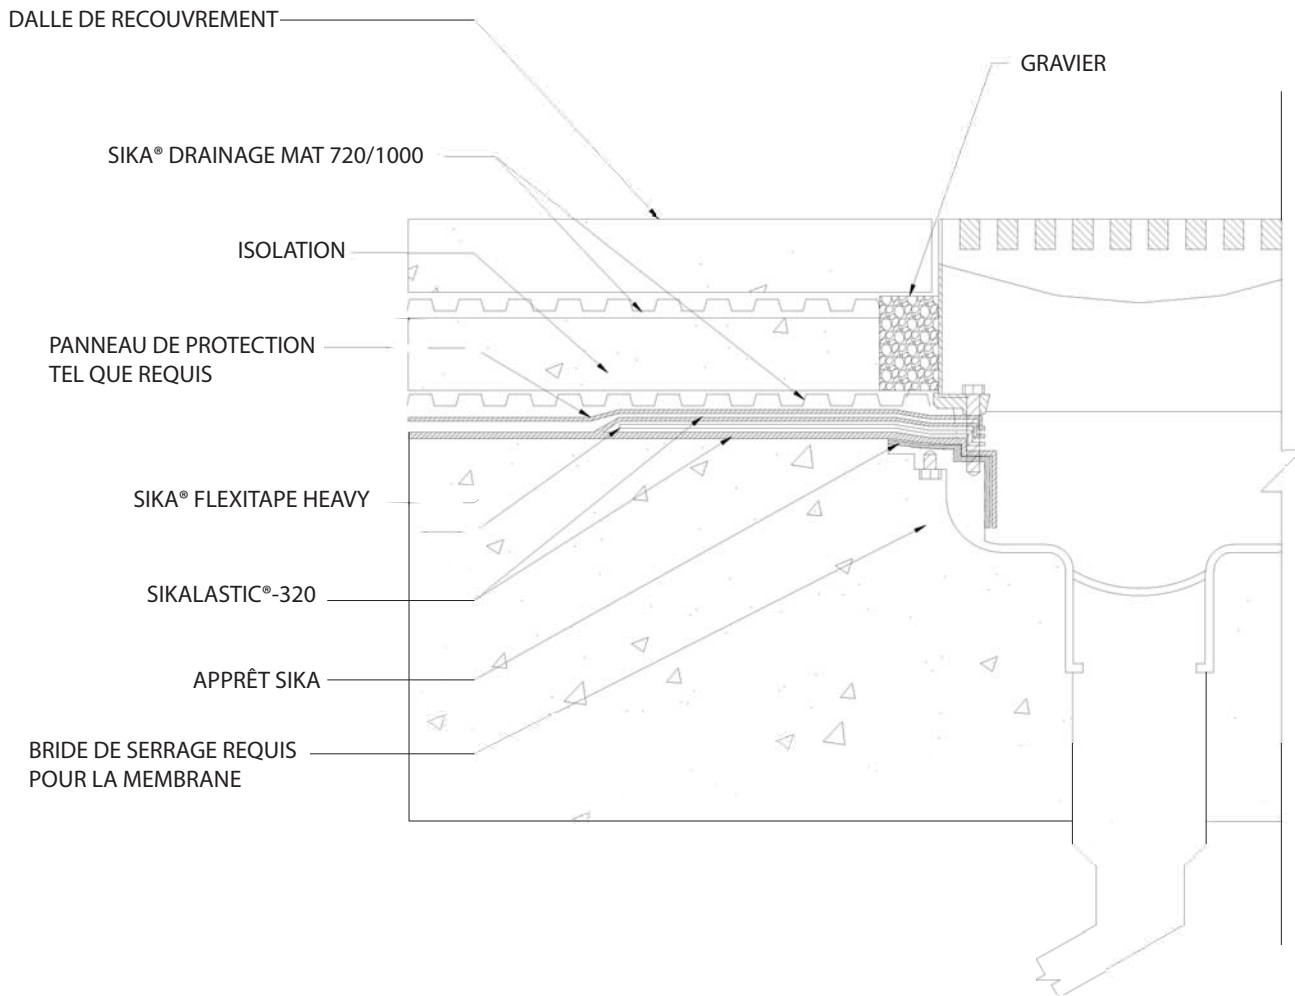 DALLE DE RECOUVREMENT
GRAVIER
SIKA® DRAINAGE MAT 720/1000
ISOLATION
PANNEAU DE PROTECTION
TEL QUE REQUIS
SIKA® FLEXITAPE HEAVY
SIKALASTIC®-320
APPRÊT SIKA
BRIDE DE SERRAGE REQUIS
POUR LA MEMBRANE